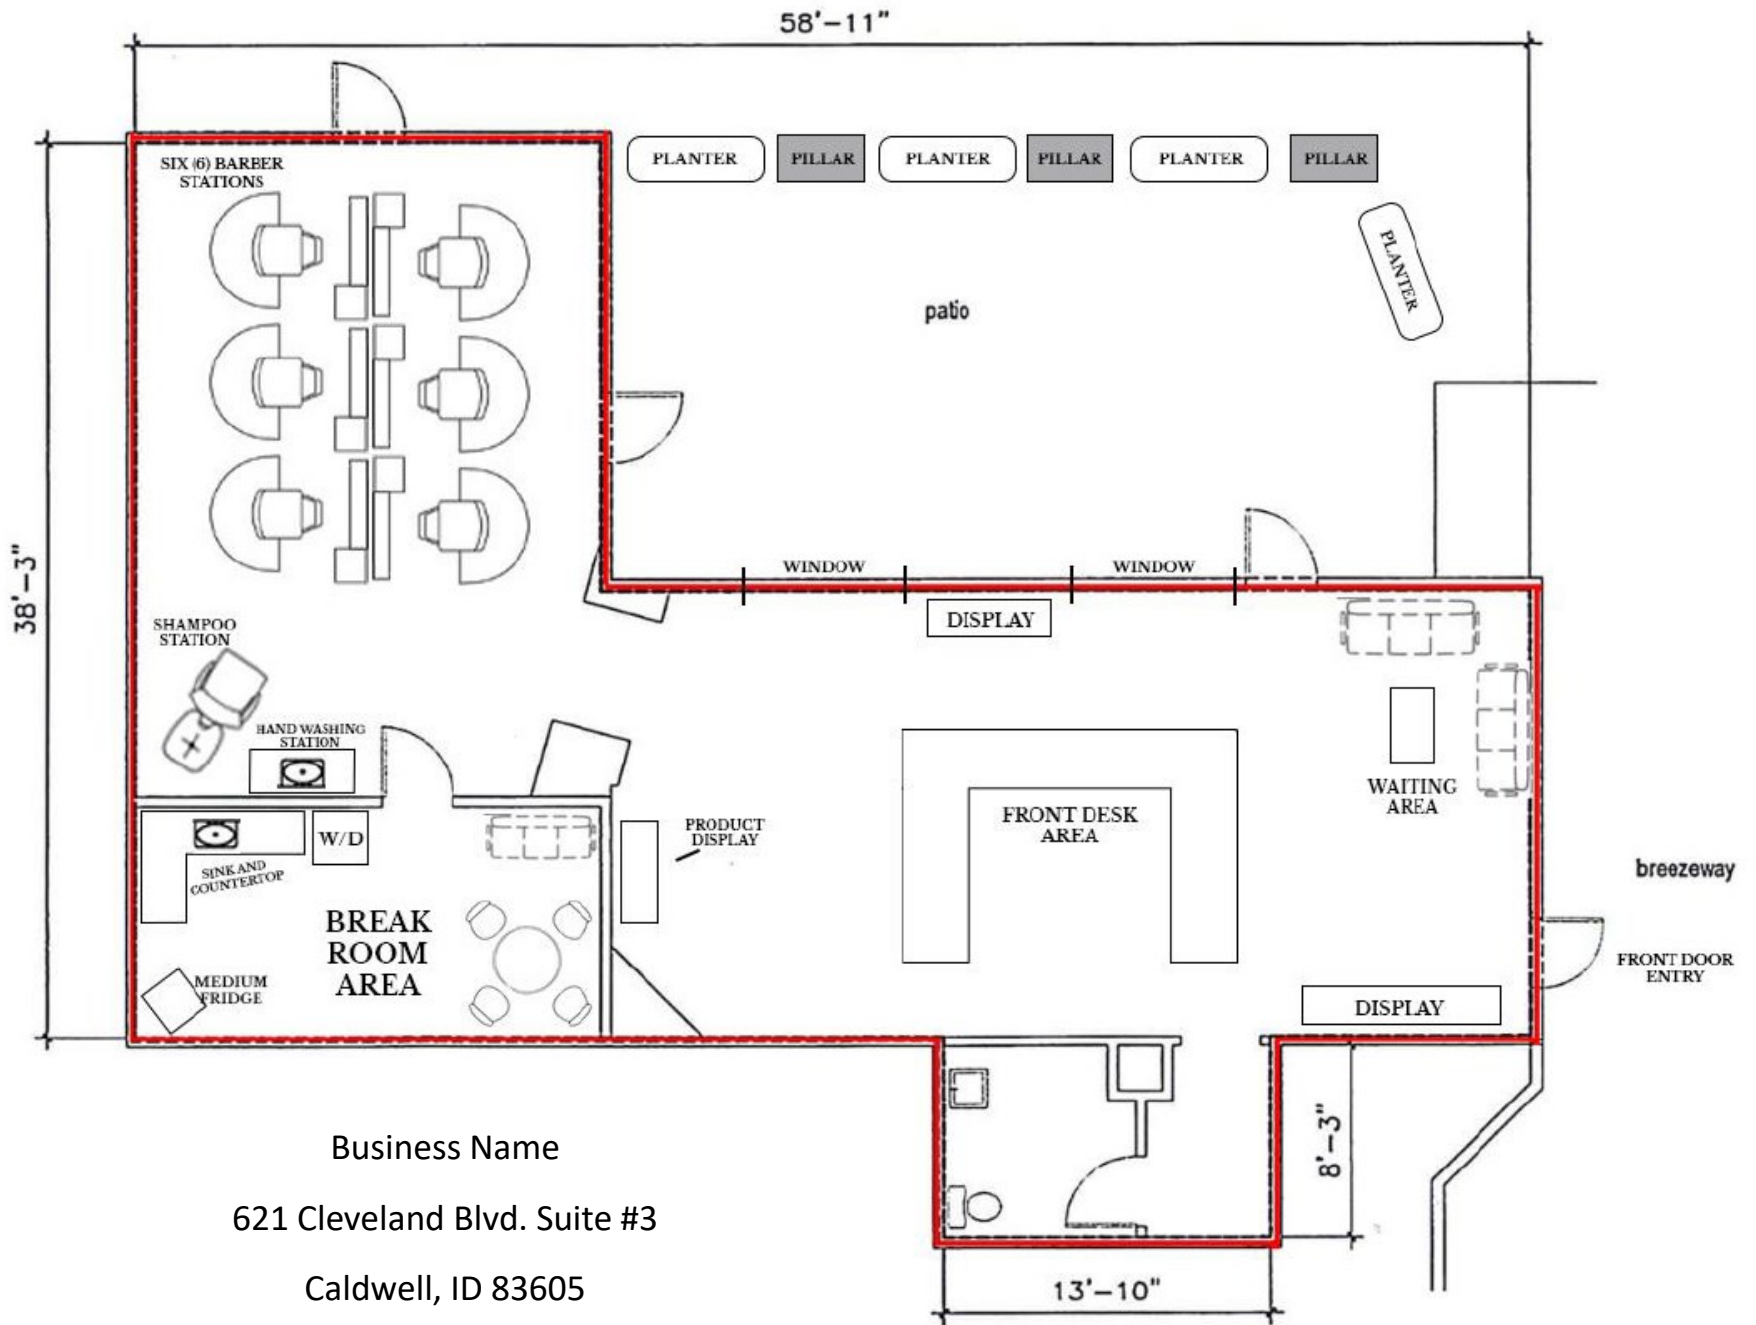 58'-11"
SIX (6) BARBER
STATIONS
PLANTER
PILLAR
PLANTER
PILLAR
PLANTER
PILLAR
PLANTER
patio
38'-3"
WINDOW
WINDOW
DISPLAY
SHAMPOO
STATION
HAND WASHING
STATION
WAITING
AREA
FRONT DESK
AREA
PRODUCT
DISPLAY
W/D
SINK AND
COUNTERTOP
breezeway
BREAK
ROOM
AREA
MEDIUM
FRIDGE
FRONT DOOR
ENTRY
DISPLAY
8'-3"
Business Name
621 Cleveland Blvd. Suite #3
Caldwell, ID 83605
13'-10"